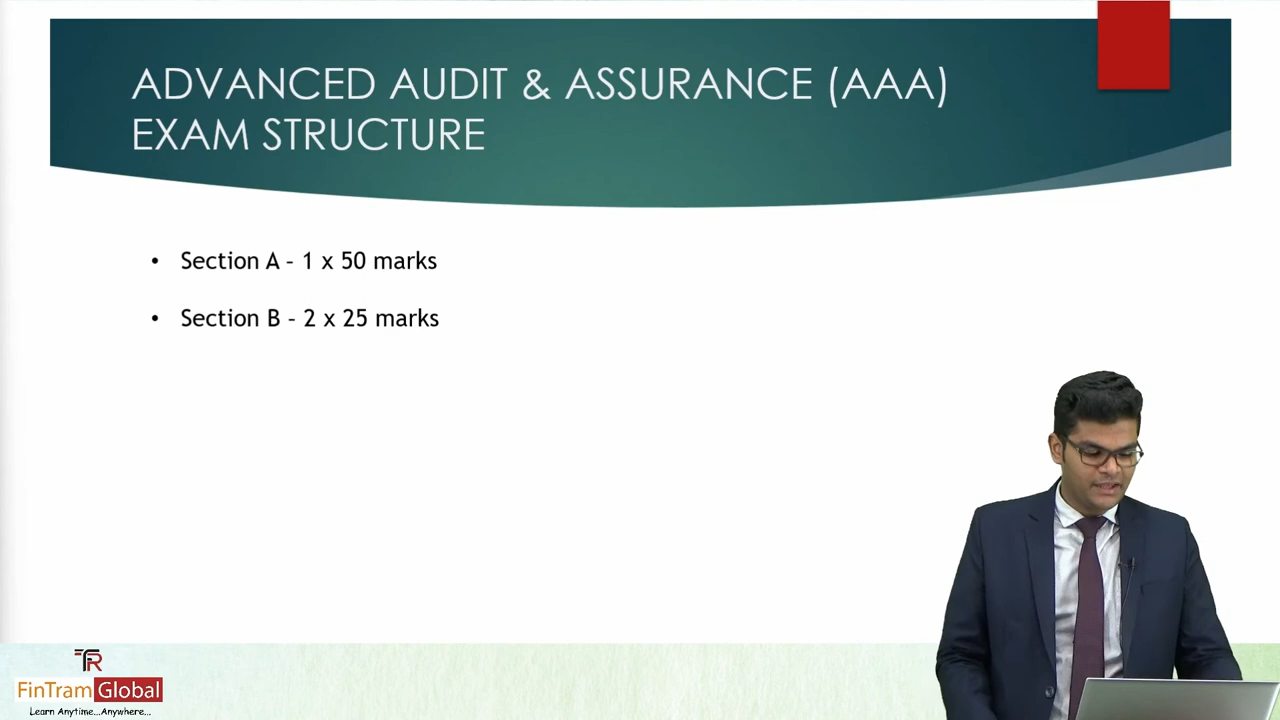 ADVANCED AUDIT & ASSURANCE (AAA)
EXAM STRUCTURE
• Section A – 1 x 50 marks
• Section B – 2 x 25 marks
TR
FinTram Global
Learn Anytime...Anywhere...